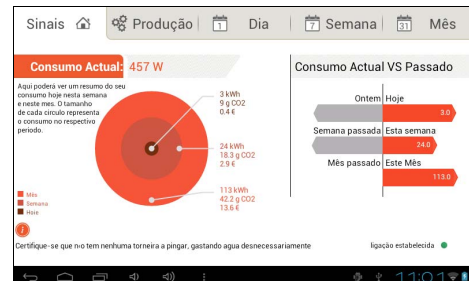 Sinais Produção 1 Dia 7 Semana 31 Mês
Consumo Actual: 457 W
Consumo Actual VS Passado
Aqui poderá ver um resumo do seu
consumo hoje nesta semana
e neste mes. O tamanho
de cada circulo representa
o consumo no respectivo
periodo.
3 kWh
9 g CO2
0.4 €
24 kWh
18.3 g CO2
2.9 €
113 kWh
42.2 g CO2
13.6 €
Mês
Semana
Hoje
i
Ontem Hoje
3.0
Semana passada Esta semana
24.0
Mês passado Este Mês
113.0
Certifique-se que não tem nenhuma torneira a pingar, gastando agua desnecessariamente
ligação estabelecida
11:01